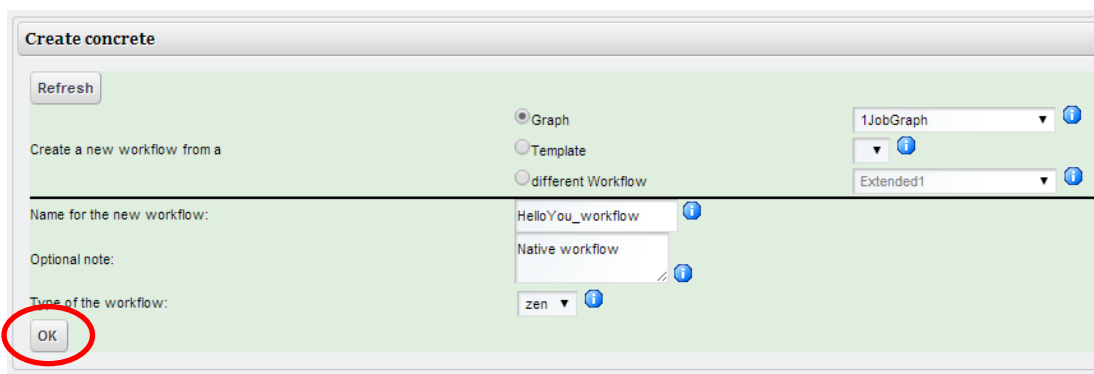 Create concrete
Refresh
Graph 1JobGraph
Create a new workflow from a Template
different Workflow Extended1
Name for the new workflow: HelloYou_workflow
Native workflow
Optional note:
Type of the workflow: zen
OK